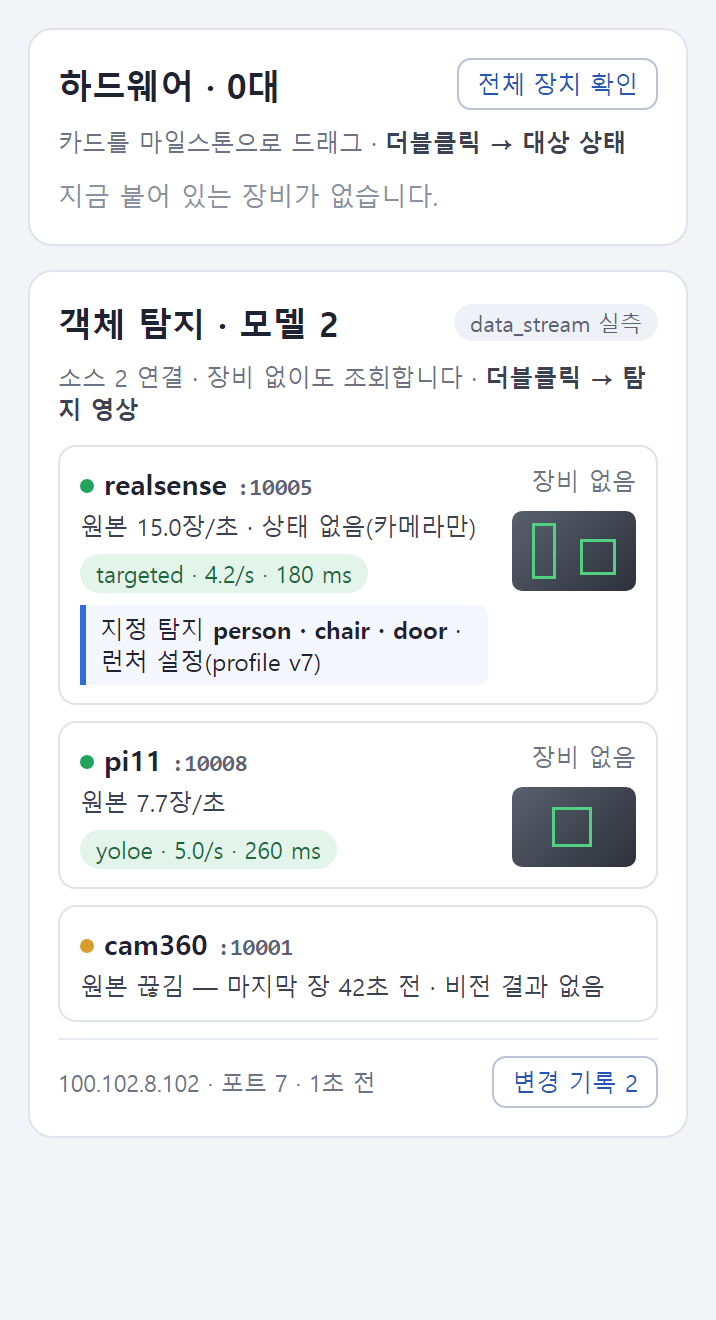 하드웨어 · 0대
전체 장치 확인
카드를 마일스톤으로 드래그 · 더블클릭 → 대상 상태
지금 붙어 있는 장비가 없습니다.
객체 탐지 · 모델 2
data_stream 실측
소스 2 연결 · 장비 없이도 조회합니다 · 더블클릭 → 탐
지 영상
realsense :10005
장비 없음
원본 15.0장/초 · 상태 없음(카메라만)
targeted · 4.2/s · 180 ms
지정 탐지 person · chair · door ·
런처 설정(profile v7)
pi11 :10008
장비 없음
원본 7.7장/초
yoloe · 5.0/s · 260 ms
cam360 :10001
원본 끊김 — 마지막 장 42초 전 · 비전 결과 없음
100.102.8.102 · 포트 7 · 1초 전
변경 기록 2